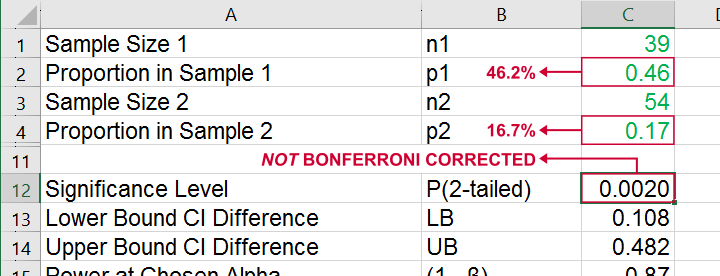 A B C
1 Sample Size 1 n1 39
2 Proportion in Sample 1 p1 46.2% 0.46
3 Sample Size 2 n2 54
4 Proportion in Sample 2 p2 16.7% 0.17
11 NOT BONFERRONI CORRECTED
12 Significance Level P(2-tailed) 0.0020
13 Lower Bound CI Difference LB 0.108
14 Upper Bound CI Difference UB 0.482
15 Power at Chosen Alpha (1 - β) 0.87